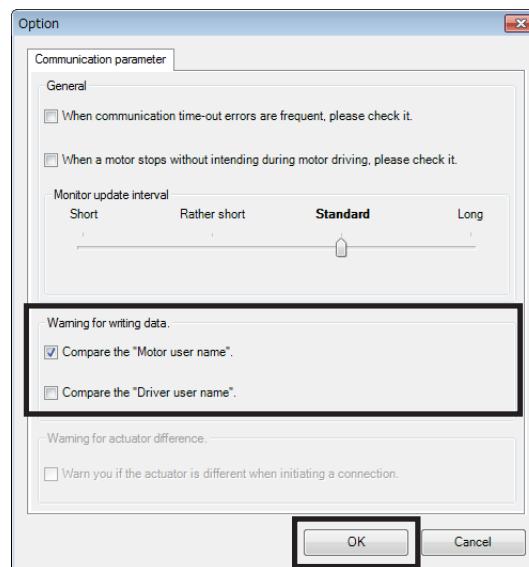 Option
Communication parameter
General
When communication time-out errors are frequent, please check it.
When a motor stops without intending during motor driving, please check it.
Monitor update interval
Short Rather short Standard Long
Warning for writing data.
Compare the "Motor user name".
Compare the "Driver user name".
Warning for actuator difference.
Warn you if the actuator is different when initiating a connection.
OK Cancel